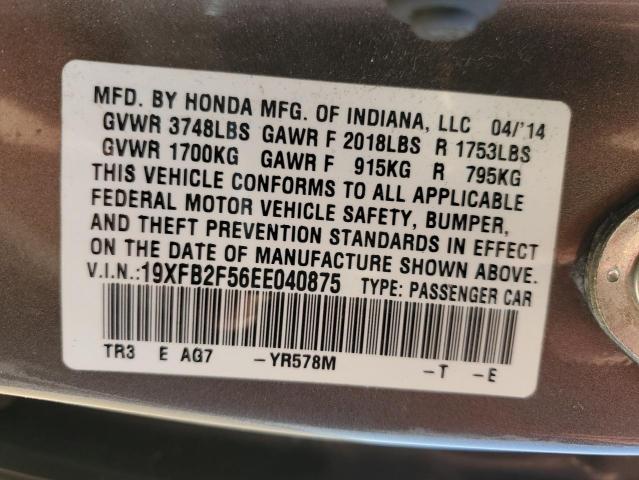 MFD. BY HONDA MFG. OF INDIANA, LLC 04/'14
GVWR 3748LBS GAWR F 2018LBS R 1753LBS
GVWR 1700KG GAWR F 915KG R 795KG
THIS VEHICLE CONFORMS TO ALL APPLICABLE
FEDERAL MOTOR VEHICLE SAFETY, BUMPER,
AND THEFT PREVENTION STANDARDS IN EFFECT
ON THE DATE OF MANUFACTURE SHOWN ABOVE.
V.I.N.:19XFB2F56EE040875 TYPE: PASSENGER CAR
TR3 E AG7 -YR578M -T -E